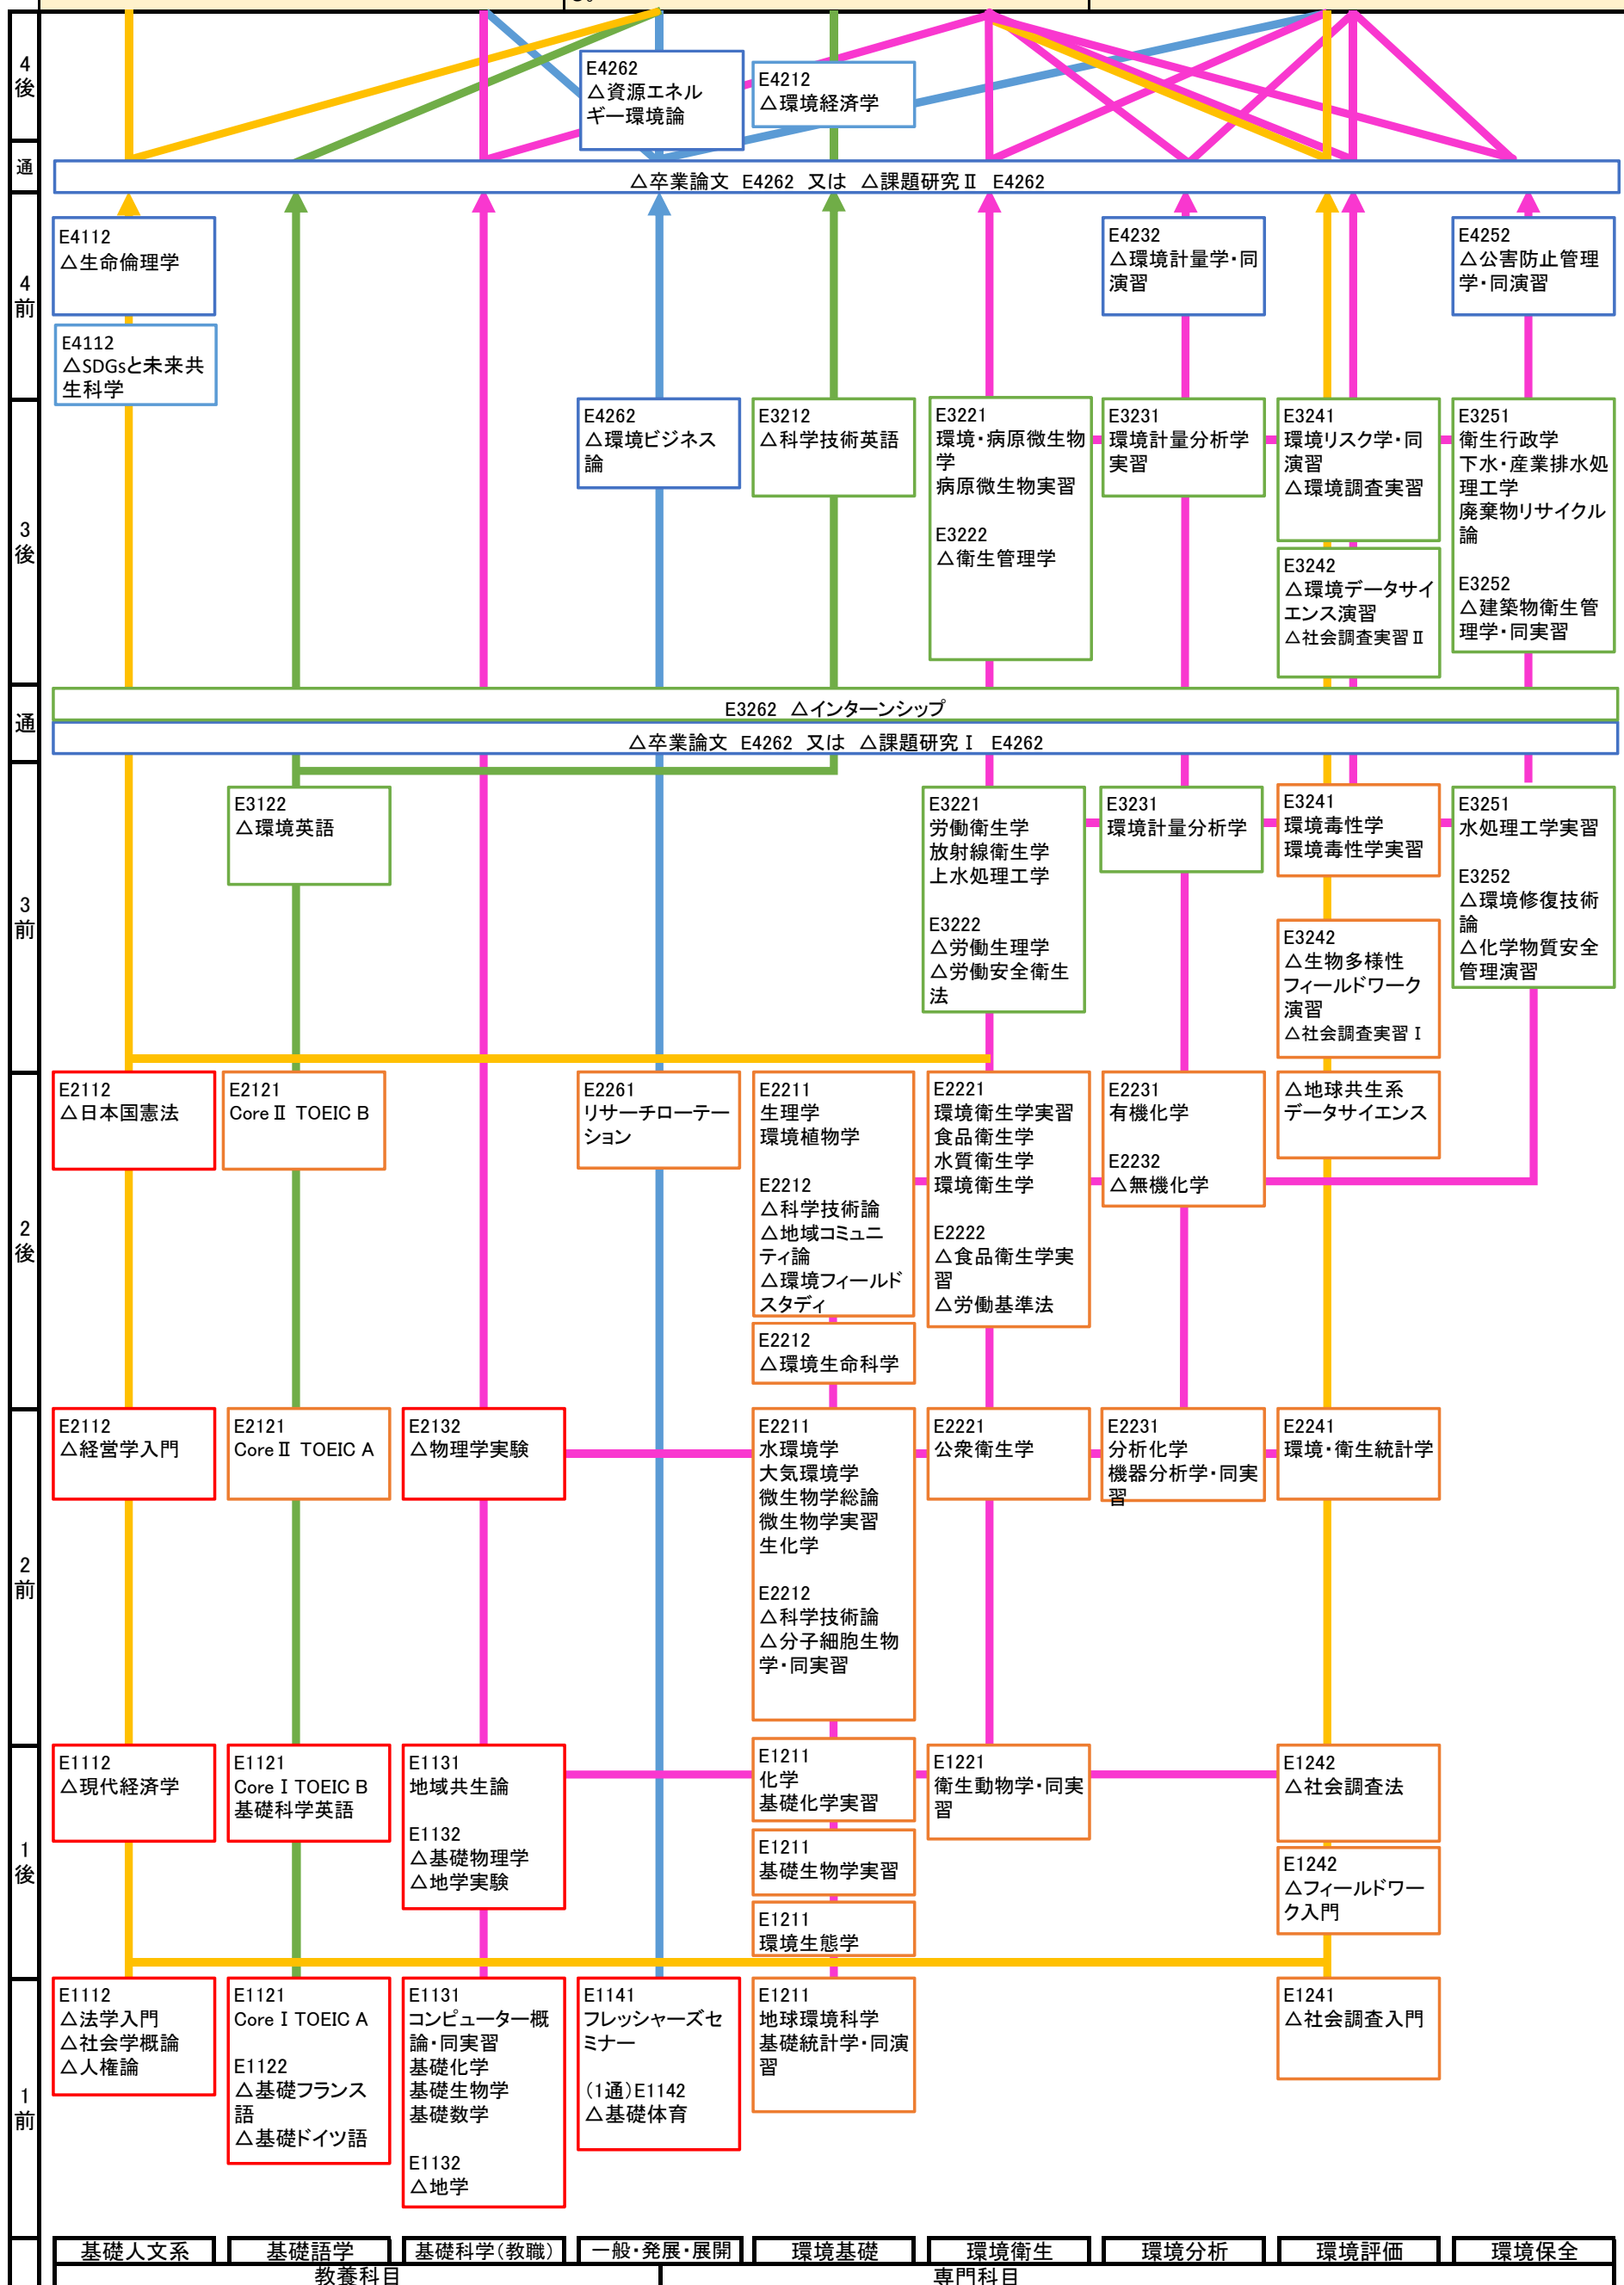 る。
4
後
E4262
△資源エネル
ギー環境論
E4212
△環境経済学
通
△卒業論文 E4262 又は △課題研究Ⅱ E4262
4
前
E4112
△生命倫理学
E4232
△環境計量学・同
演習
E4252
△公害防止管理
学・同演習
E4112
△SDGsと未来共
生科学
3
後
E4262
△環境ビジネス
論
E3212
△科学技術英語
E3221
環境・病原微生物
学
病原微生物実習
E3222
△衛生管理学
E3231
環境計量分析学
実習
E3241
環境リスク学・同
演習
△環境調査実習
E3242
△環境データサイ
エンス演習
△社会調査実習Ⅱ
E3251
衛生行政学
下水・産業排水処
理工学
廃棄物リサイクル
論
E3252
△建築物衛生管
理学・同実習
通
E3262 △インターンシップ
△卒業論文 E4262 又は △課題研究Ⅰ E4262
3
前
E3122
△環境英語
E3221
労働衛生学
放射線衛生学
上水処理工学
E3222
△労働生理学
△労働安全衛生
法
E3231
環境計量分析学
E3241
環境毒性学
環境毒性学実習
E3242
△生物多様性
フィールドワーク
演習
△社会調査実習Ⅰ
E3251
水処理工学実習
E3252
△環境修復技術
論
△化学物質安全
管理演習
2
後
E2112
△日本国憲法
E2121
CoreⅡ TOEIC B
E2261
リサーチローテー
ション
E2211
生理学
環境植物学
E2212
△科学技術論
△地域コミュニ
ティ論
△環境フィールド
スタディ
E2212
△環境生命科学
E2221
環境衛生学実習
食品衛生学
水質衛生学
環境衛生学
E2222
△食品衛生学実
習
△労働基準法
E2231
有機化学
E2232
△無機化学
△地球共生系
データサイエンス
2
前
E2112
△経営学入門
E2121
CoreⅡ TOEIC A
E2132
△物理学実験
E2211
水環境学
大気環境学
微生物学総論
微生物学実習
生化学
E2212
△科学技術論
△分子細胞生物
学・同実習
E2221
公衆衛生学
E2231
分析化学
機器分析学・同実
習
E2241
環境・衛生統計学
1
後
E1112
△現代経済学
E1121
CoreⅠTOEIC B
基礎科学英語
E1131
地域共生論
E1132
△基礎物理学
△地学実験
E1211
化学
基礎化学実習
E1211
基礎生物学実習
E1211
環境生態学
E1221
衛生動物学・同実
習
E1242
△社会調査法
E1242
△フィールドワー
ク入門
1
前
E1112
△法学入門
△社会学概論
△人権論
E1121
CoreⅠTOEIC A
E1122
△基礎フランス
語
△基礎ドイツ語
E1131
コンピューター概
論・同実習
基礎化学
基礎生物学
基礎数学
E1132
△地学
E1141
フレッシャーズセ
ミナー
(1通)E1142
△基礎体育
E1211
地球環境科学
基礎統計学・同演
習
E1241
△社会調査入門
基礎人文系
基礎語学
基礎科学(教職)
一般・発展・展開
環境基礎
環境衛生
環境分析
環境評価
環境保全
教養科目
専門科目